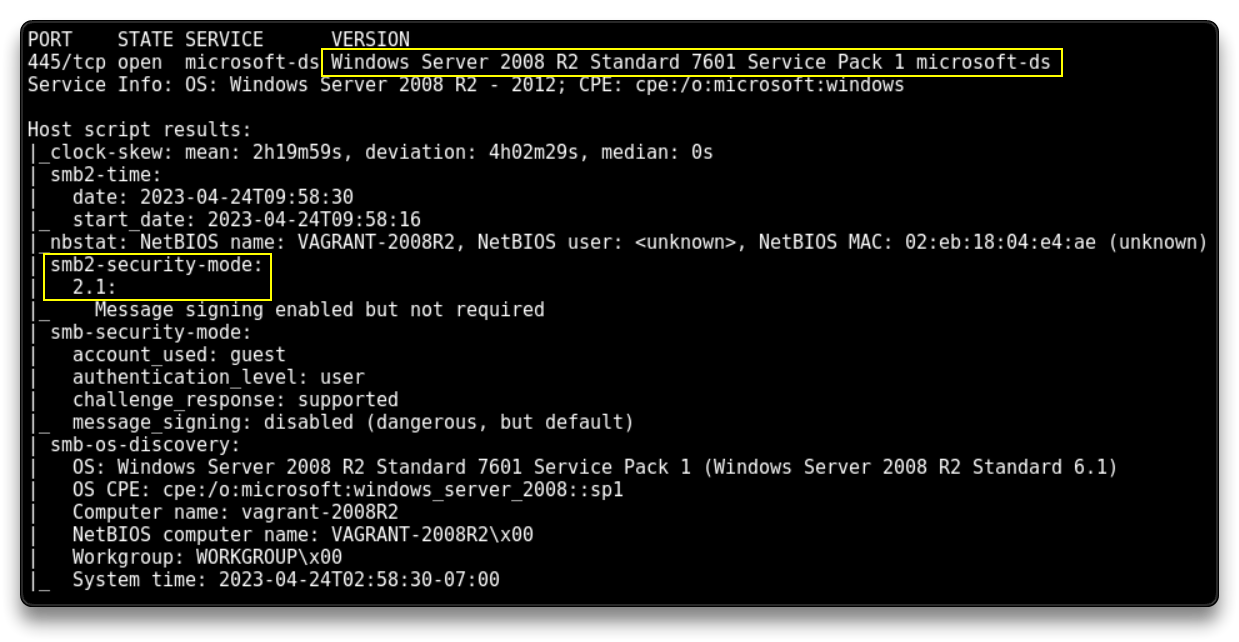 PORT    STATE SERVICE      VERSION
445/tcp open  microsoft-ds Windows Server 2008 R2 Standard 7601 Service Pack 1 microsoft-ds
Service Info: OS: Windows Server 2008 R2 - 2012; CPE: cpe:/o:microsoft:windows

Host script results:
|_clock-skew: mean: 2h19m59s, deviation: 4h02m29s, median: 0s
| smb2-time:
|   date: 2023-04-24T09:58:30
|_  start_date: 2023-04-24T09:58:16
|_nbstat: NetBIOS name: VAGRANT-2008R2, NetBIOS user: <unknown>, NetBIOS MAC: 02:eb:18:04:e4:ae (unknown)
| smb2-security-mode:
|   2.1:
|_    Message signing enabled but not required
| smb-security-mode:
|   account_used: guest
|   authentication_level: user
|   challenge_response: supported
|_  message_signing: disabled (dangerous, but default)
| smb-os-discovery:
|   OS: Windows Server 2008 R2 Standard 7601 Service Pack 1 (Windows Server 2008 R2 Standard 6.1)
|   OS CPE: cpe:/o:microsoft:windows_server_2008::sp1
|   Computer name: vagrant-2008R2
|   NetBIOS computer name: VAGRANT-2008R2\x00
|   Workgroup: WORKGROUP\x00
|_  System time: 2023-04-24T02:58:30-07:00